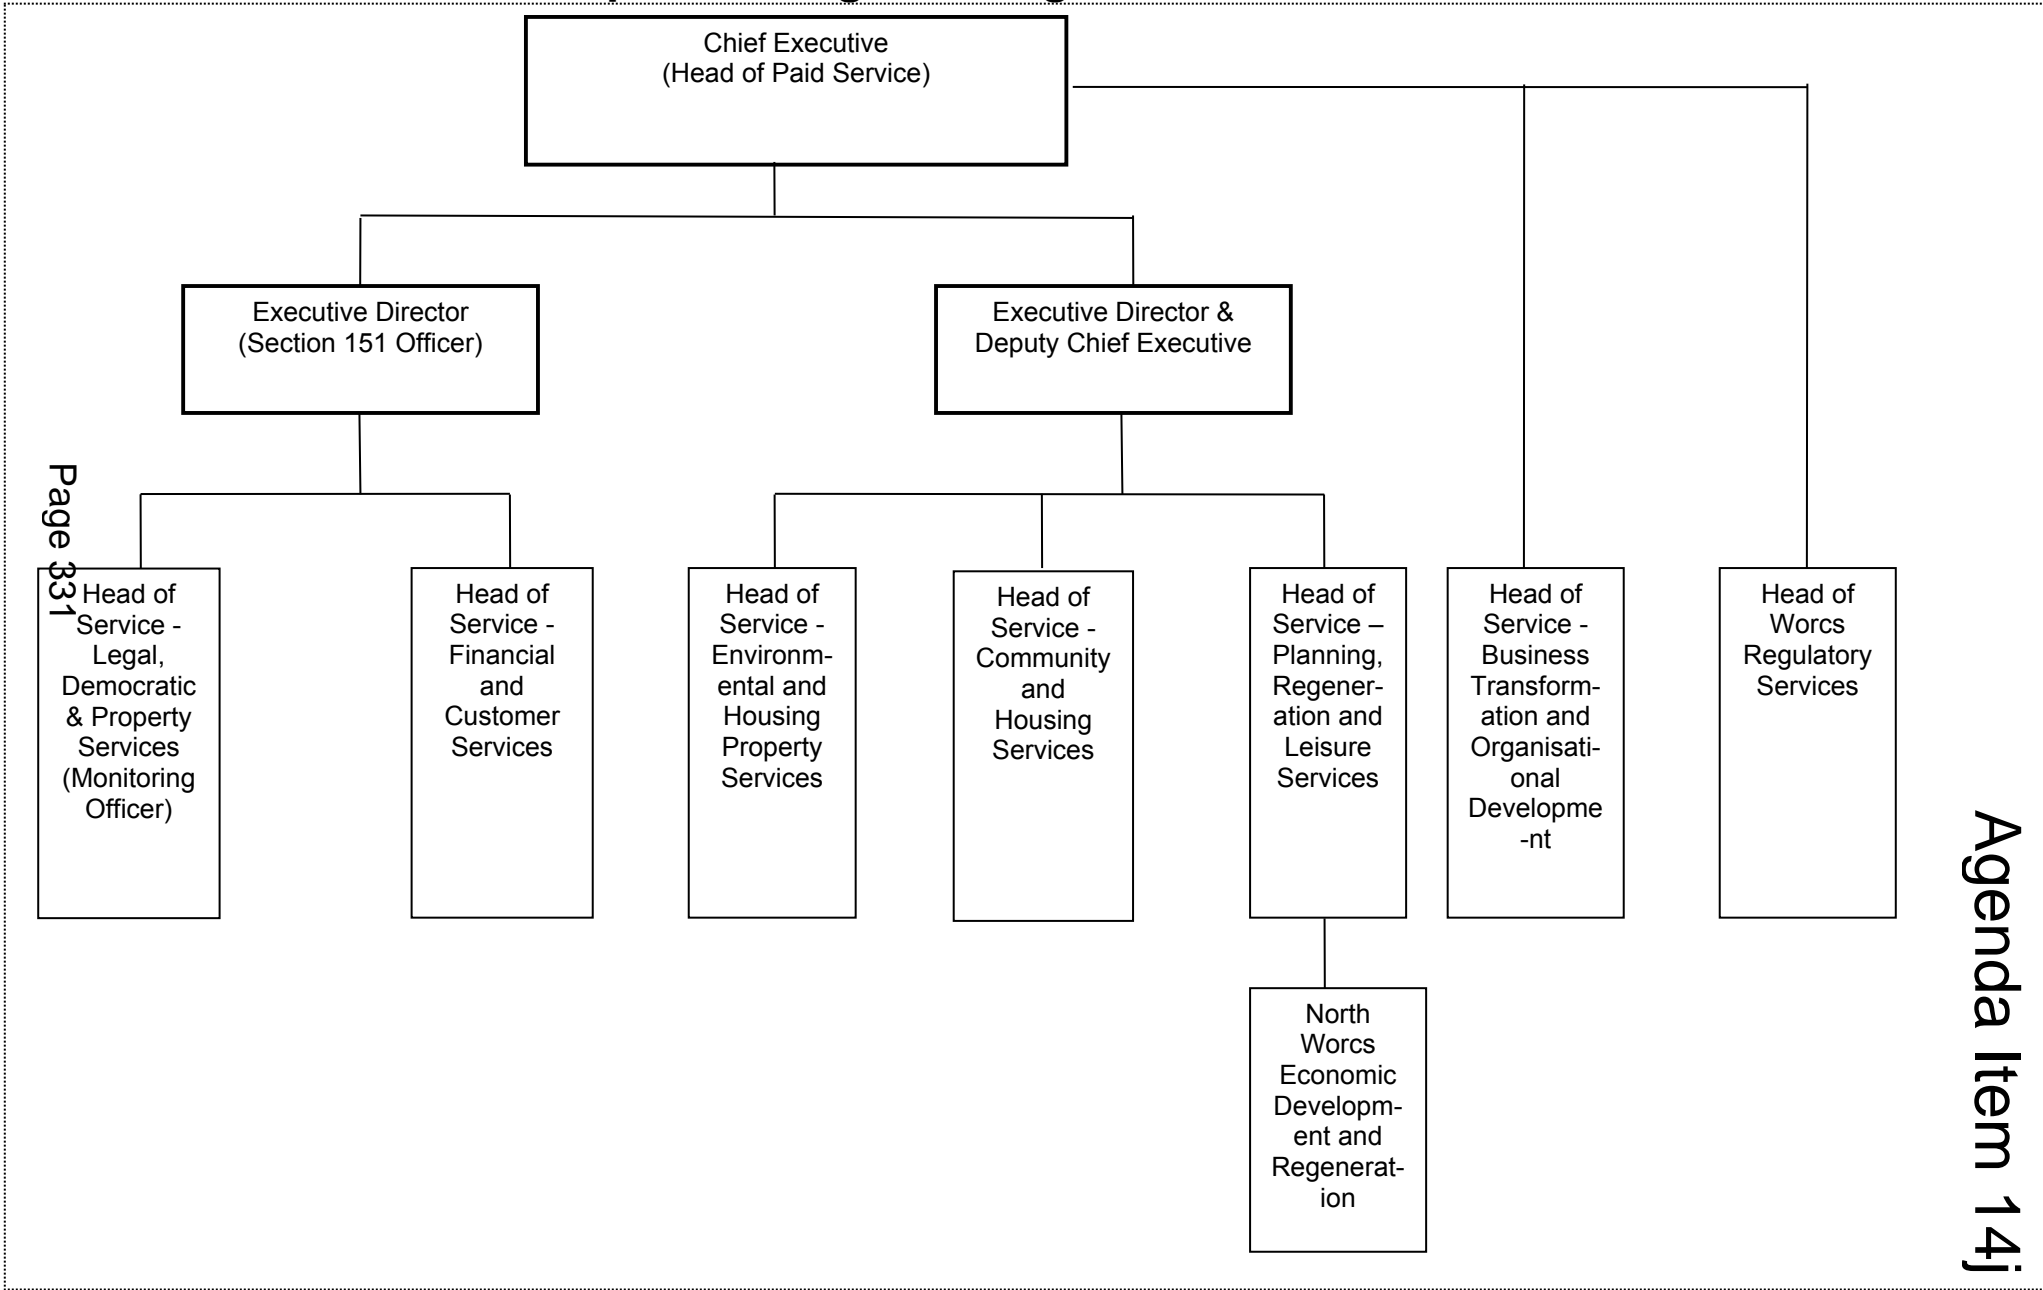 Chief Executive
(Head of Paid Service)
Executive Director
(Section 151 Officer)
Executive Director &
Deputy Chief Executive
Page 331
Head of
Service -
Legal,
Democratic
& Property
Services
(Monitoring
Officer)
Head of
Service -
Financial
and
Customer
Services
Head of
Service -
Environm-
ental and
Housing
Property
Services
Head of
Service -
Community
and
Housing
Services
Head of
Service –
Planning,
Regener-
ation and
Leisure
Services
Head of
Service -
Business
Transform-
ation and
Organisati-
onal
Developme
-nt
Head of
Worcs
Regulatory
Services
North
Worcs
Economic
Developm-
ent and
Regenerat-
ion
Agenda Item 14j